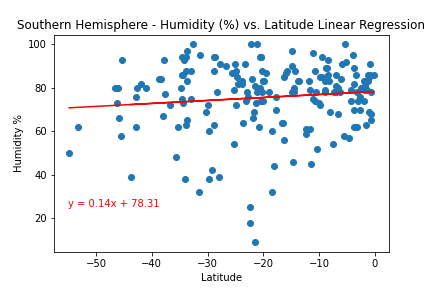 Southern Hemisphere - Humidity (%) vs. Latitude Linear Regression
100
80
60
40
20
Humidity %
y = 0.14x + 78.31
−50 −40 −30 −20 −10 0
Latitude